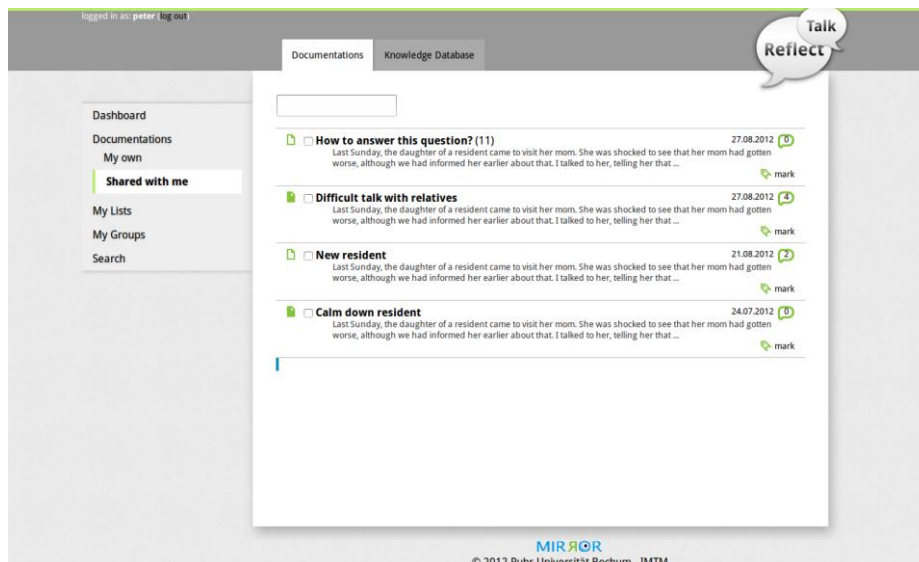 logged in as: peter (log out)
Talk
Reflect
Documentations
Knowledge Database
Dashboard
Documentations
My own
Shared with me
My Lists
My Groups
Search
How to answer this question? (11)
27.08.2012 0
Last Sunday, the daughter of a resident came to visit her mom. She was shocked to see that her mom had gotten
worse, although we had informed her earlier about that. I talked to her, telling her that ...
mark
Difficult talk with relatives
27.08.2012 4
Last Sunday, the daughter of a resident came to visit her mom. She was shocked to see that her mom had gotten
worse, although we had informed her earlier about that. I talked to her, telling her that ...
mark
New resident
21.08.2012 2
Last Sunday, the daughter of a resident came to visit her mom. She was shocked to see that her mom had gotten
worse, although we had informed her earlier about that. I talked to her, telling her that ...
mark
Calm down resident
24.07.2012 0
Last Sunday, the daughter of a resident came to visit her mom. She was shocked to see that her mom had gotten
worse, although we had informed her earlier about that. I talked to her, telling her that ...
mark
MIRROR
© 2012 Ruhr-Universität Bochum - IMTM